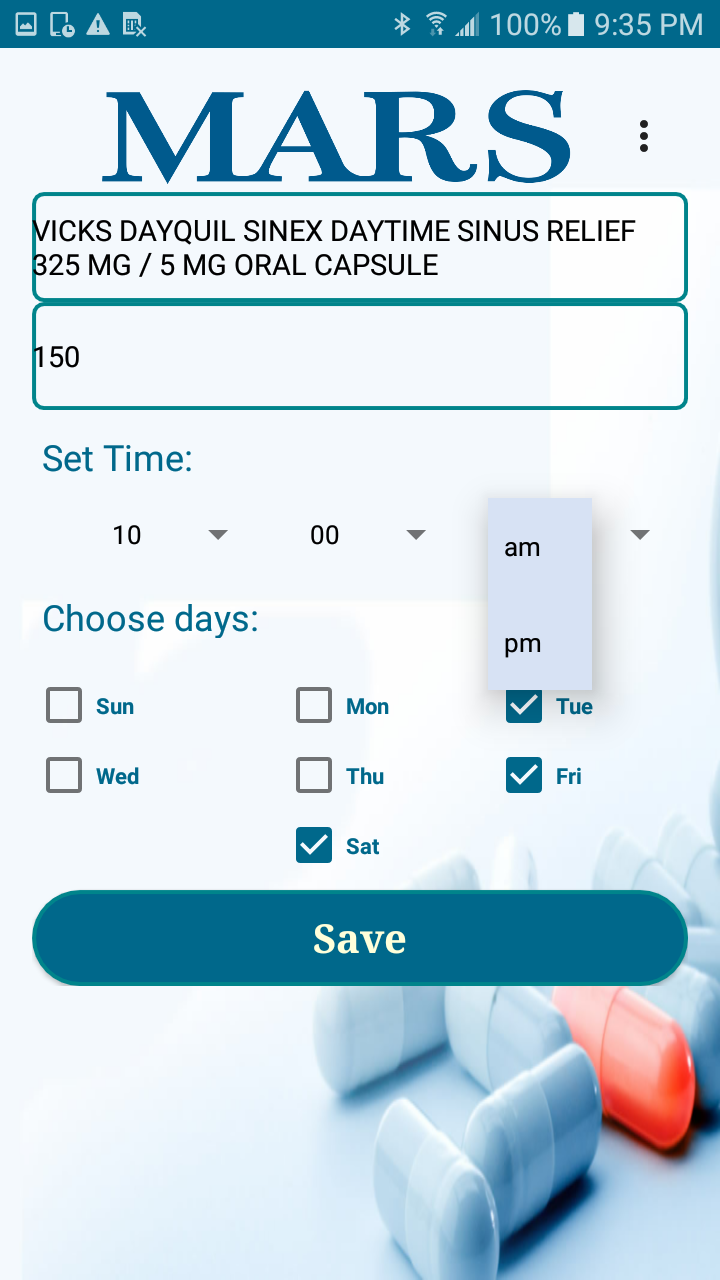 100% 9:35 PM
MARS
VICKS DAYQUIL SINEX DAYTIME SINUS RELIEF
325 MG / 5 MG ORAL CAPSULE
150
Set Time:
10 00 am
pm
Choose days:
Sun Mon Tue
Wed Thu Fri
Sat
Save